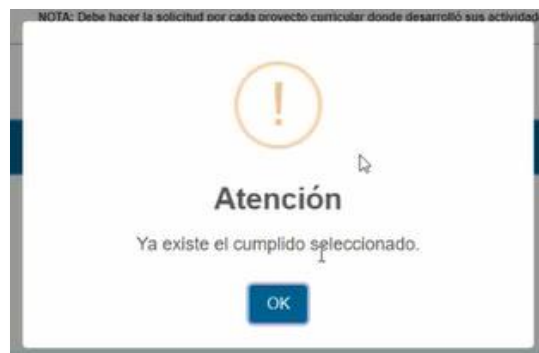 NOTA: Debe hacer la solicitud por cada proyecto curricular donde desarrolló sus actividad
!
Atención
Ya existe el cumplido seleccionado.
OK